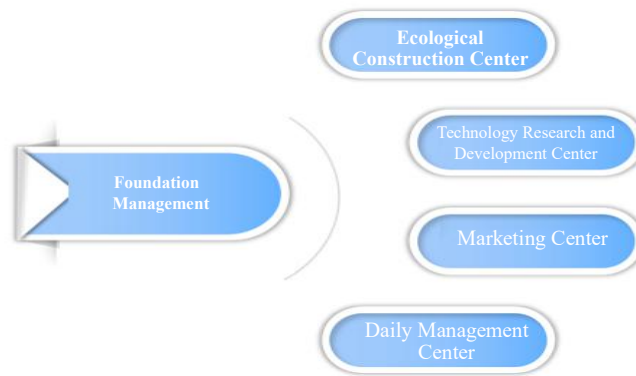 Ecological
Construction Center
Technology Research and
Development Center
Foundation
Management
Marketing Center
Daily Management
Center